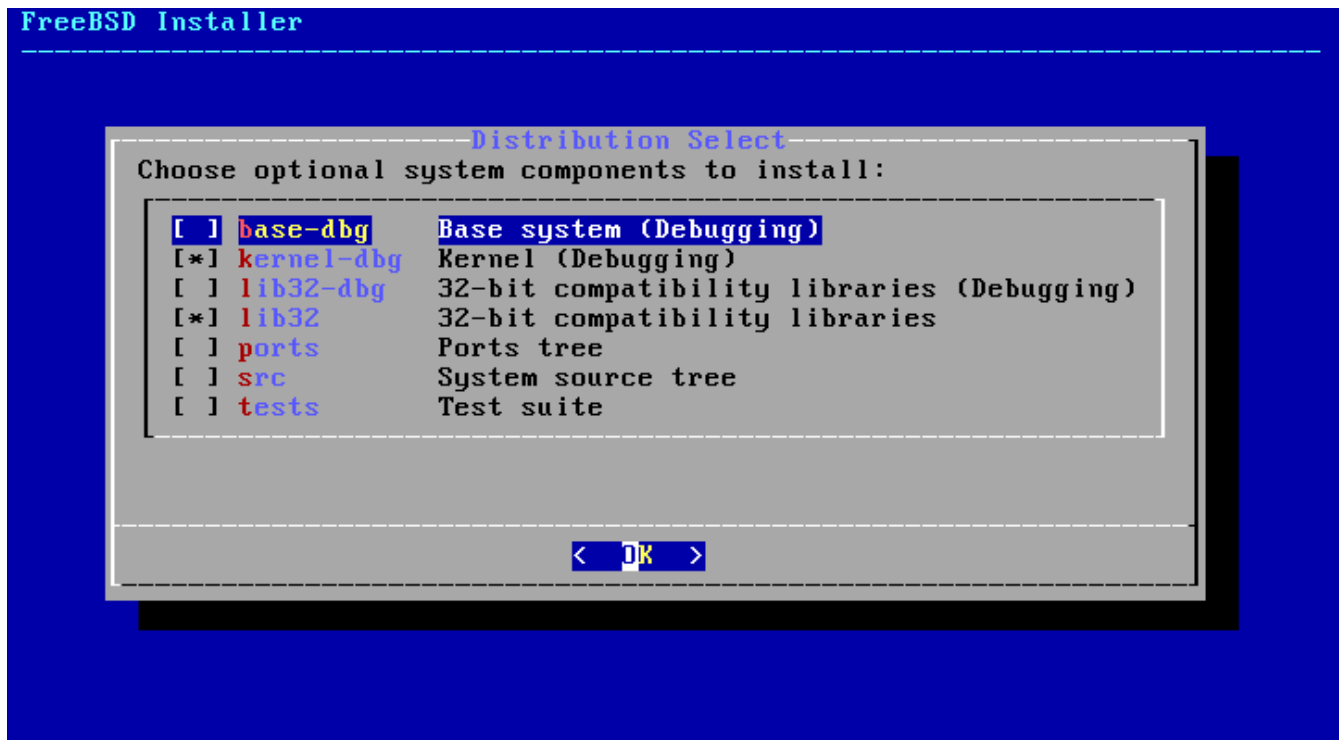 FreeBSD Installer
Distribution Select
Choose optional system components to install:
[ ] base-dbg Base system (Debugging)
[*] kernel-dbg Kernel (Debugging)
[ ] lib32-dbg 32-bit compatibility libraries (Debugging)
[*] lib32 32-bit compatibility libraries
[ ] ports Ports tree
[ ] src System source tree
[ ] tests Test suite
< OK >